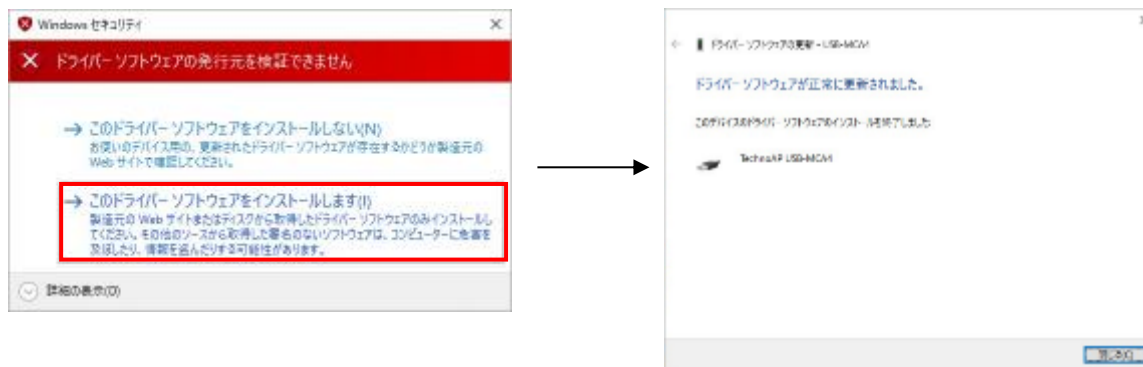 Windows セキュリティ
ドライバー ソフトウェアの発行元を検証できません
→ このドライバー ソフトウェアをインストールしない(N)
お使いのデバイス用の、更新されたドライバー ソフトウェアが存在するかどうか製造元の
Web サイトで確認してください。
→ このドライバー ソフトウェアをインストールします(I)
製造元の Web サイトまたはディスクから取得したドライバー ソフトウェアのみインストールし
てください。その他のソースから取得した署名のないソフトウェアは、コンピューターに危害を
及ぼしたり、情報を盗んだりする可能性があります。
詳細の表示(D)
ドライバー ソフトウェアの更新 - USB-MCA4
ドライバー ソフトウェアが正常に更新されました。
このデバイスのドライバー ソフトウェアのインストールを終了しました:
TechnoAP USB-MCA4
閉じる(C)